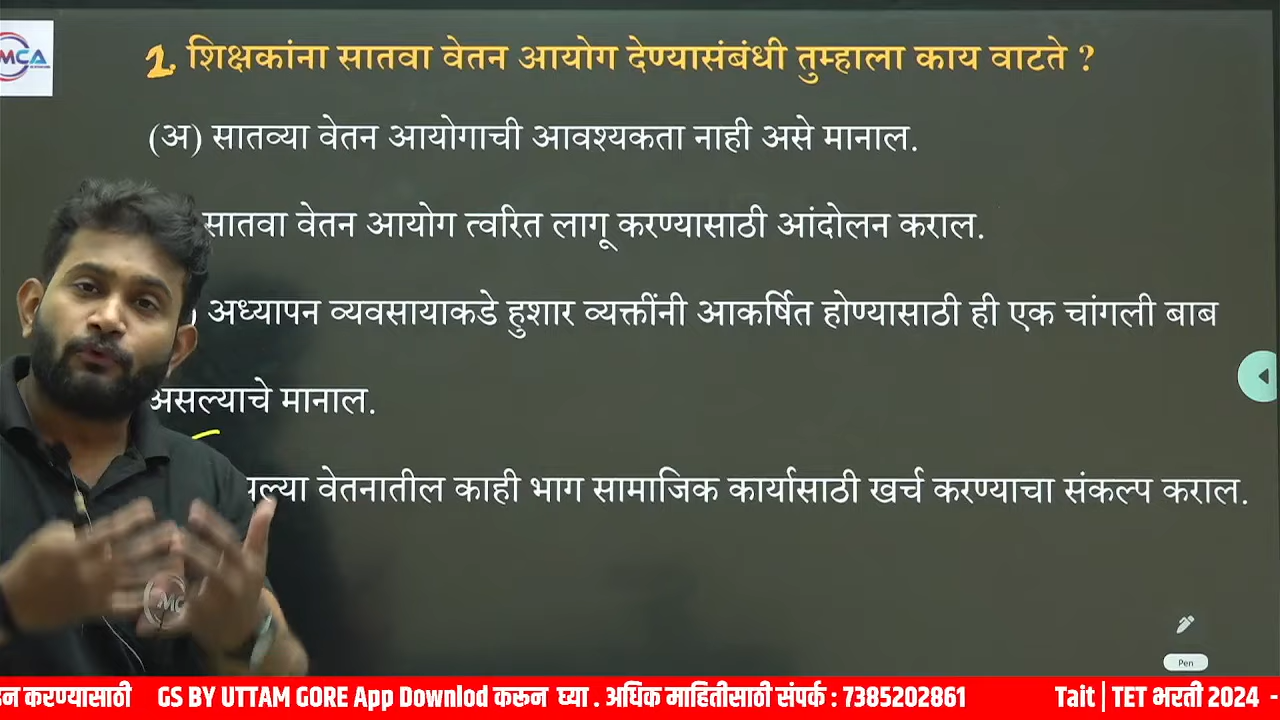 MCA
1. शिक्षकांना सातवा वेतन आयोग देण्यासंबंधी तुम्हाला काय वाटते ?
(अ) सातव्या वेतन आयोगाची आवश्यकता नाही असे मानाल.
सातवा वेतन आयोग त्वरित लागू करण्यासाठी आंदोलन कराल.
) अध्यापन व्यवसायाकडे हुशार व्यक्तींनी आकर्षित होण्यासाठी ही एक चांगली बाब
असल्याचे मानाल.
वेतनातील काही भाग सामाजिक कार्यासाठी खर्च करण्याचा संकल्प कराल.
MC
Pen
करण्यासाठी GS BY UTTAM GORE App Downlod करून घ्या . अधिक माहितीसाठी संपर्क : 7385202861 Tait | TET भरती 2024 -